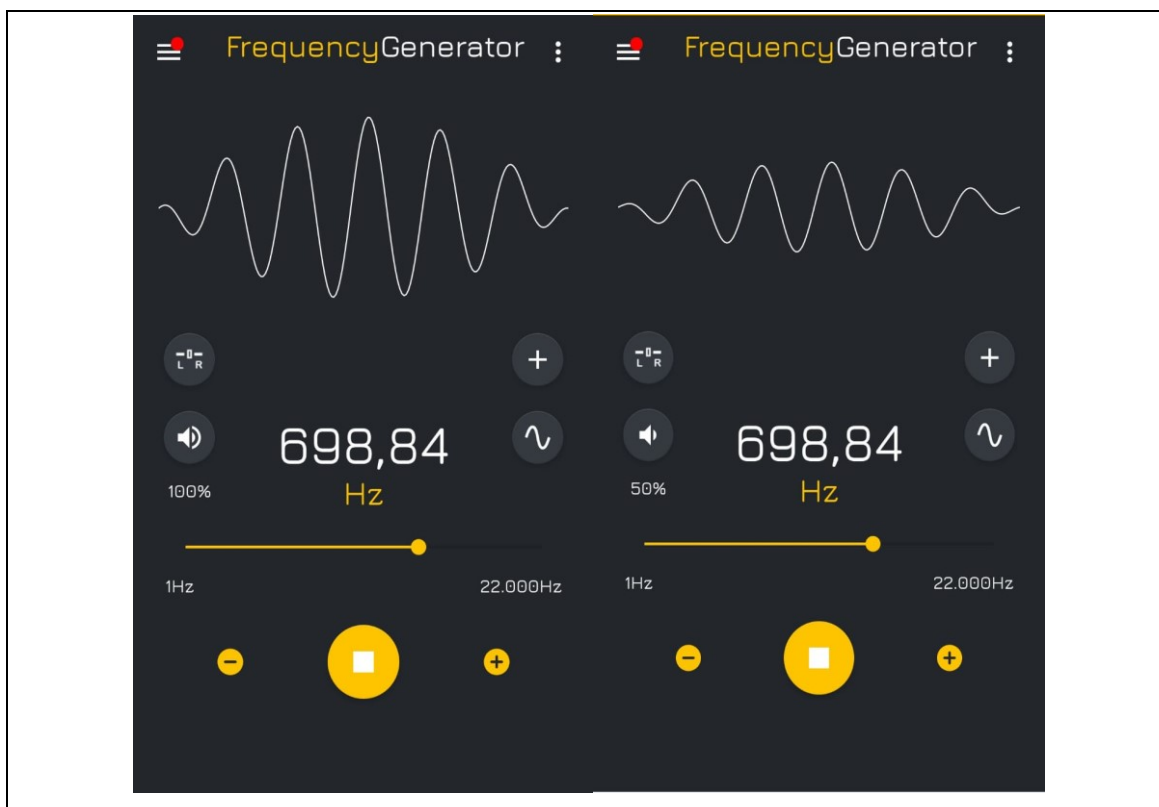 FrequencyGenerator
L R
698,84
100%
Hz
1Hz
22.000Hz
FrequencyGenerator
L R
698,84
50%
Hz
1Hz
22.000Hz